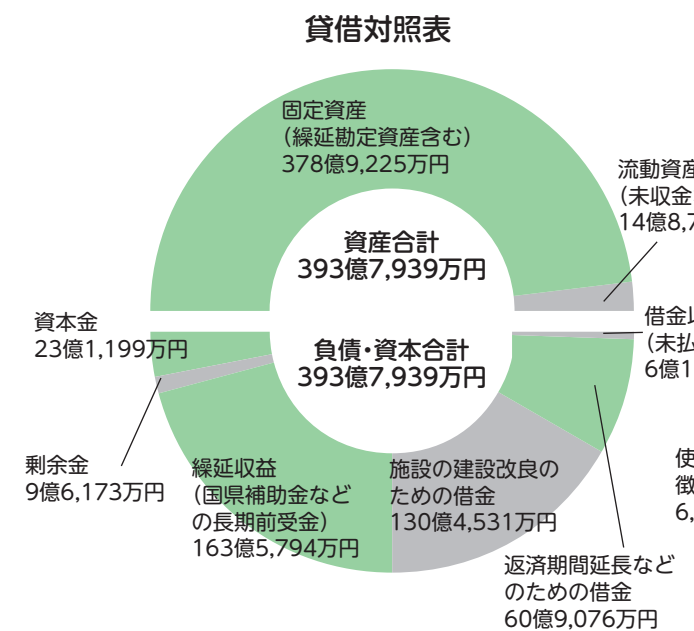 貸借対照表
固定資産
（繰延勘定資産含む）
378億9,225万円
流動資産
（未収金
14億8,7
資産合計
393億7,939万円
負債・資本合計
393億7,939万円
資本金
23億1,199万円
剰余金
9億6,173万円
繰延収益
（国県補助金など
の長期前受金）
163億5,794万円
施設の建設改良の
ための借金
130億4,531万円
返済期間延長など
のための借金
60億9,076万円
借金以
（未払
6億1
使
徴
6,